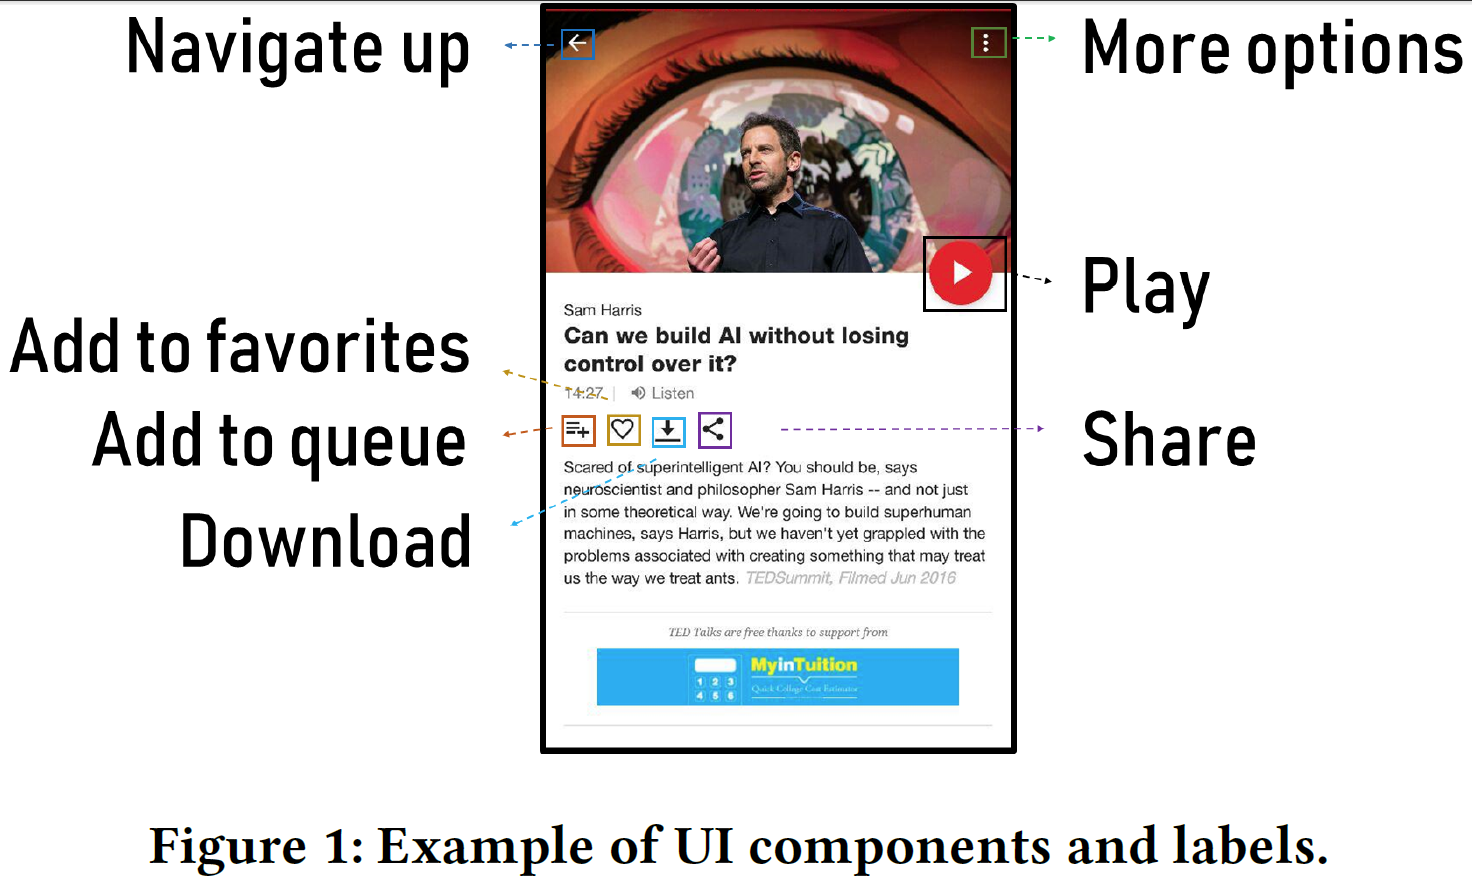 Navigate up
More options
Play
Sam Harris
Can we build AI without losing
control over it?
14:27
Listen
Add to favorites
Add to queue
Share
Download
Scared of superintelligent AI? You should be, says
neuroscientist and philosopher Sam Harris -- and not just
in some theoretical way. We're going to build superhuman
machines, says Harris, but we haven't yet grappled with the
problems associated with creating something that may treat
us the way we treat ants. TEDSummit, Filmed Jun 2016
TED Talks are free thanks to support from
1 2 3
4 5 6
MyinTuition
Quick College Cost Estimator
Figure 1: Example of UI components and labels.